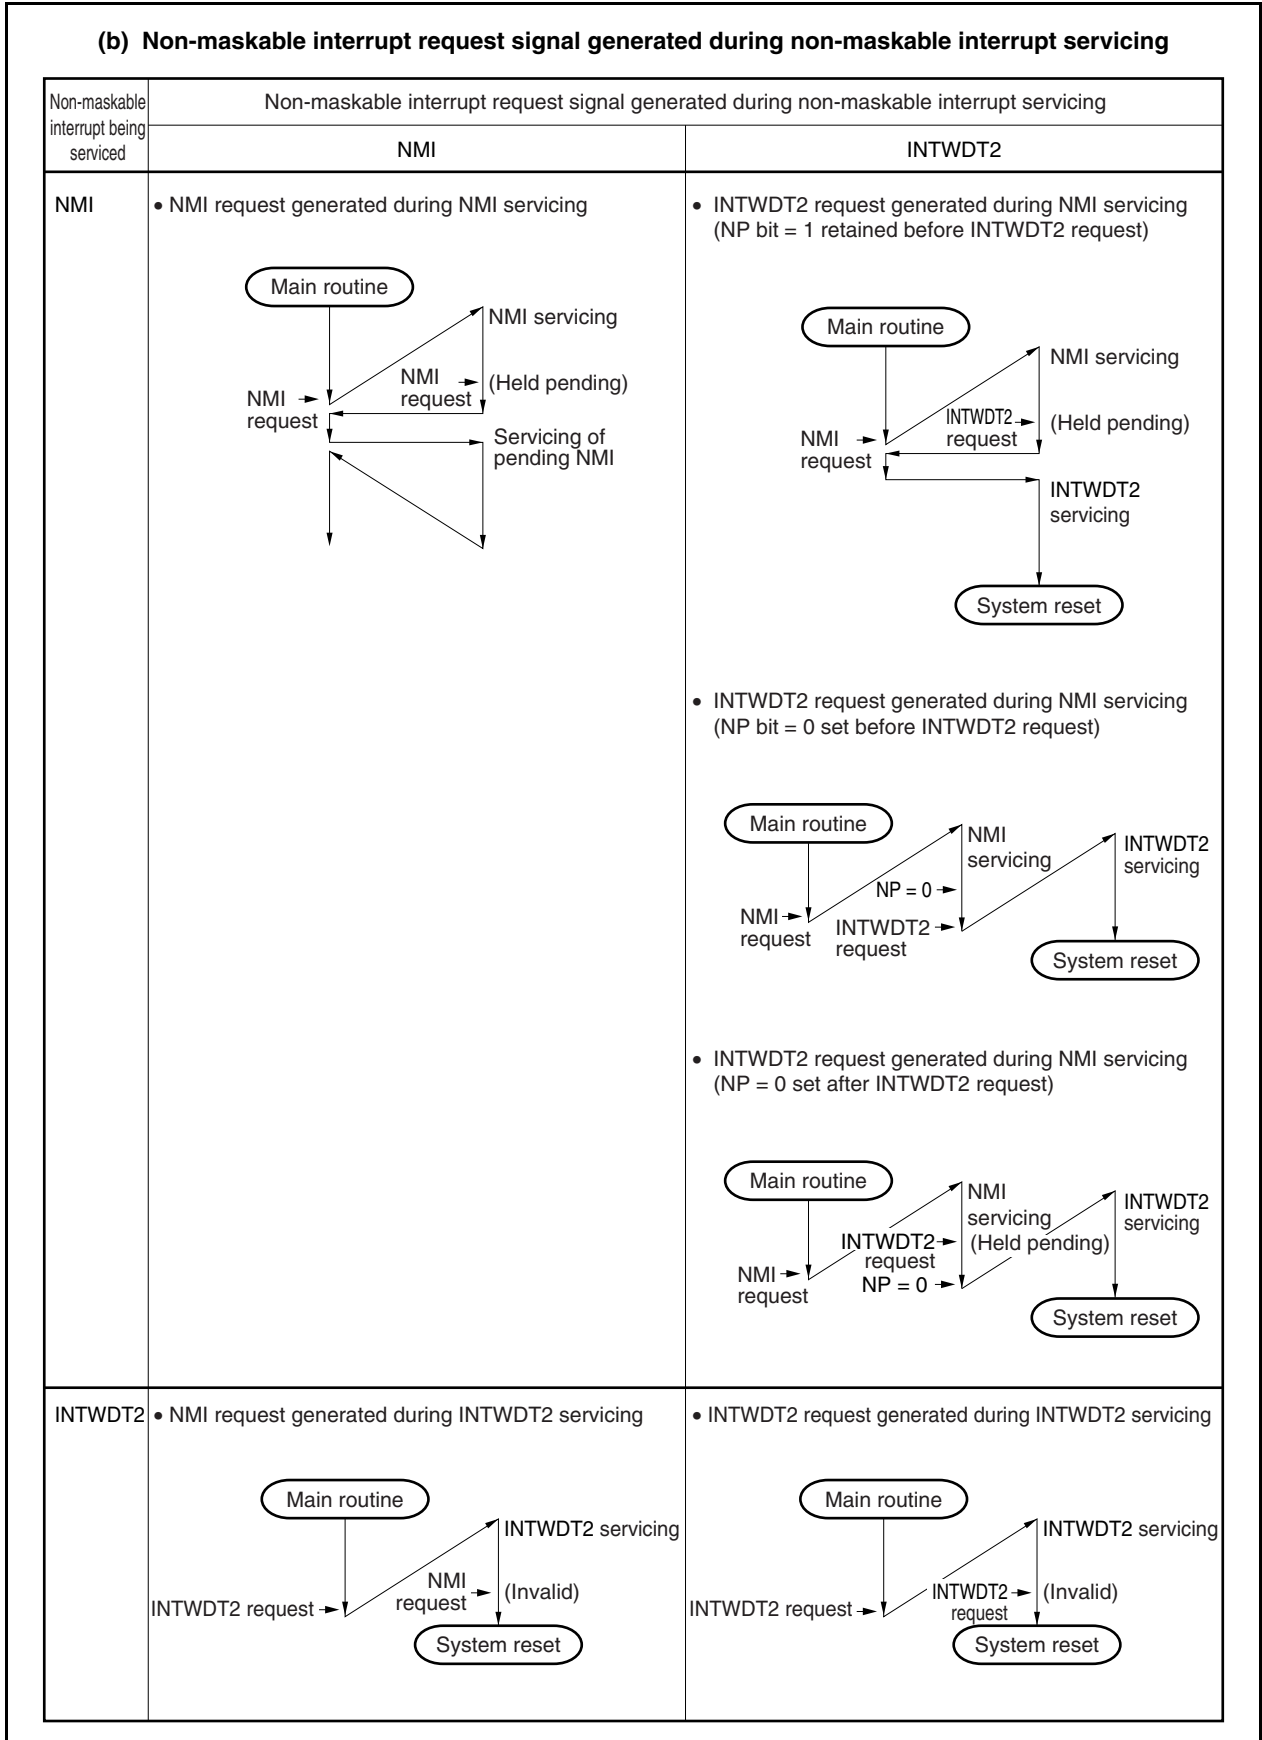 (b) Non-maskable interrupt request signal generated during non-maskable interrupt servicing
Non-maskable
interrupt being
serviced
Non-maskable interrupt request signal generated during non-maskable interrupt servicing
NMI
INTWDT2
NMI
• NMI request generated during NMI servicing
Main routine
NMI servicing
NMI
request
(Held pending)
NMI
request
Servicing of
pending NMI
• INTWDT2 request generated during NMI servicing
(NP bit = 1 retained before INTWDT2 request)
Main routine
NMI servicing
INTWDT2
request
(Held pending)
NMI
request
INTWDT2
servicing
System reset
• INTWDT2 request generated during NMI servicing
(NP bit = 0 set before INTWDT2 request)
Main routine
NMI
servicing
INTWDT2
servicing
NP = 0
NMI
request
INTWDT2
request
System reset
• INTWDT2 request generated during NMI servicing
(NP = 0 set after INTWDT2 request)
Main routine
NMI
servicing
(Held pending)
INTWDT2
servicing
INTWDT2
request
NP = 0
NMI
request
System reset
INTWDT2
• NMI request generated during INTWDT2 servicing
Main routine
INTWDT2 servicing
NMI
request
(Invalid)
INTWDT2 request
System reset
• INTWDT2 request generated during INTWDT2 servicing
Main routine
INTWDT2 servicing
INTWDT2
request
(Invalid)
INTWDT2 request
System reset